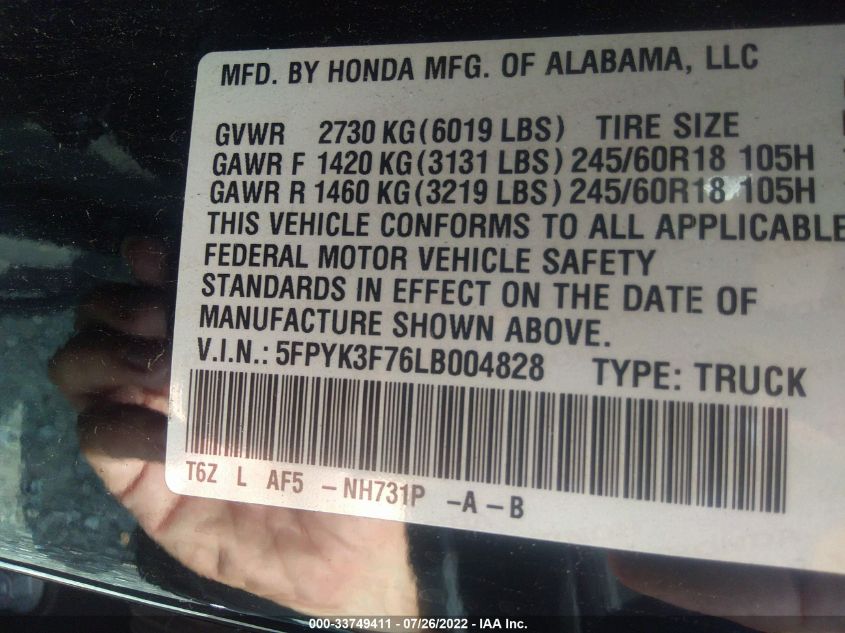 MFD. BY HONDA MFG. OF ALABAMA, LLC
GVWR 2730 KG (6019 LBS) TIRE SIZE
GAWR F 1420 KG (3131 LBS) 245/60R18 105H
GAWR R 1460 KG (3219 LBS) 245/60R18 105H
THIS VEHICLE CONFORMS TO ALL APPLICABLE
FEDERAL MOTOR VEHICLE SAFETY
STANDARDS IN EFFECT ON THE DATE OF
MANUFACTURE SHOWN ABOVE.
V.I.N.: 5FPYK3F76LB004828 TYPE: TRUCK
T6Z L AF5 -NH731P -A-B
000-33749411 - 07/26/2022 - IAA Inc.